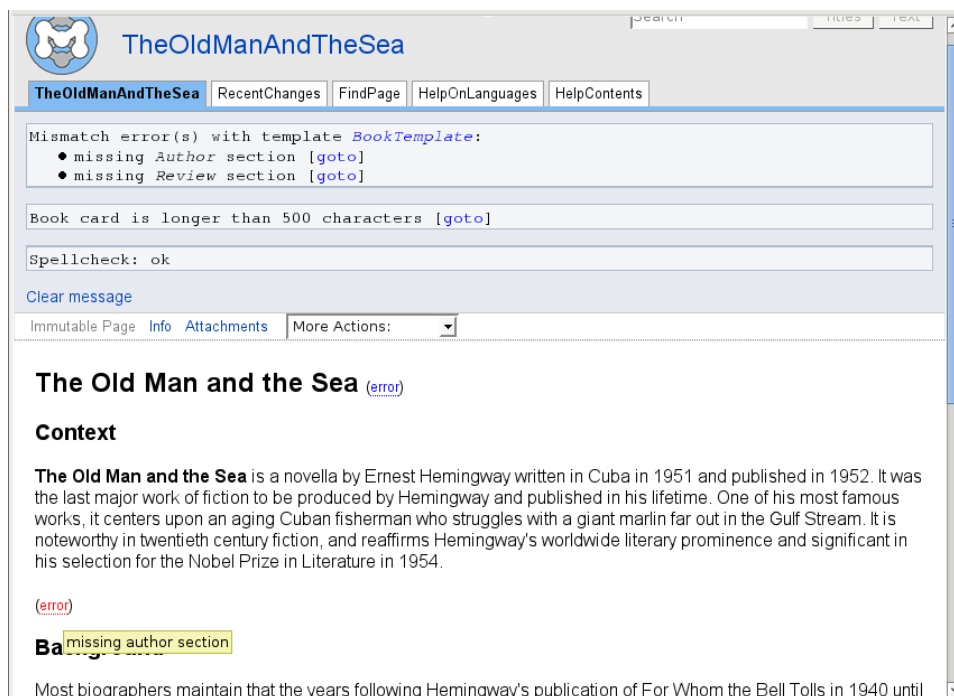 Search Titles Text
TheOldManAndTheSea
TheOldManAndTheSea RecentChanges FindPage HelpOnLanguages HelpContents
Mismatch error(s) with template BookTemplate:
● missing Author section [goto]
● missing Review section [goto]
Book card is longer than 500 characters [goto]
Spellcheck: ok
Clear message
Immutable Page Info Attachments More Actions:
The Old Man and the Sea (error)
Context
The Old Man and the Sea is a novella by Ernest Hemingway written in Cuba in 1951 and published in 1952. It was
the last major work of fiction to be produced by Hemingway and published in his lifetime. One of his most famous
works, it centers upon an aging Cuban fisherman who struggles with a giant marlin far out in the Gulf Stream. It is
noteworthy in twentieth century fiction, and reaffirms Hemingway's worldwide literary prominence and significant in
his selection for the Nobel Prize in Literature in 1954.
(error)
missing author section
Background
Most biographers maintain that the years following Hemingway's publication of For Whom the Bell Tolls in 1940 until